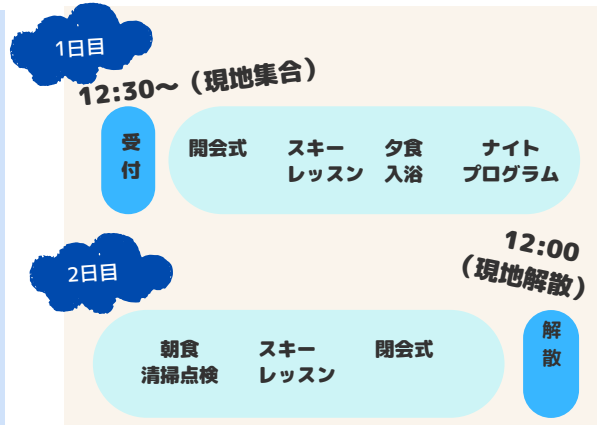 1日目
12:30～（現地集合）
受付
開会式
スキー
レッスン
夕食
入浴
ナイト
プログラム
2日目
12:00
（現地解散）
朝食
清掃点検
スキー
レッスン
閉会式
解散